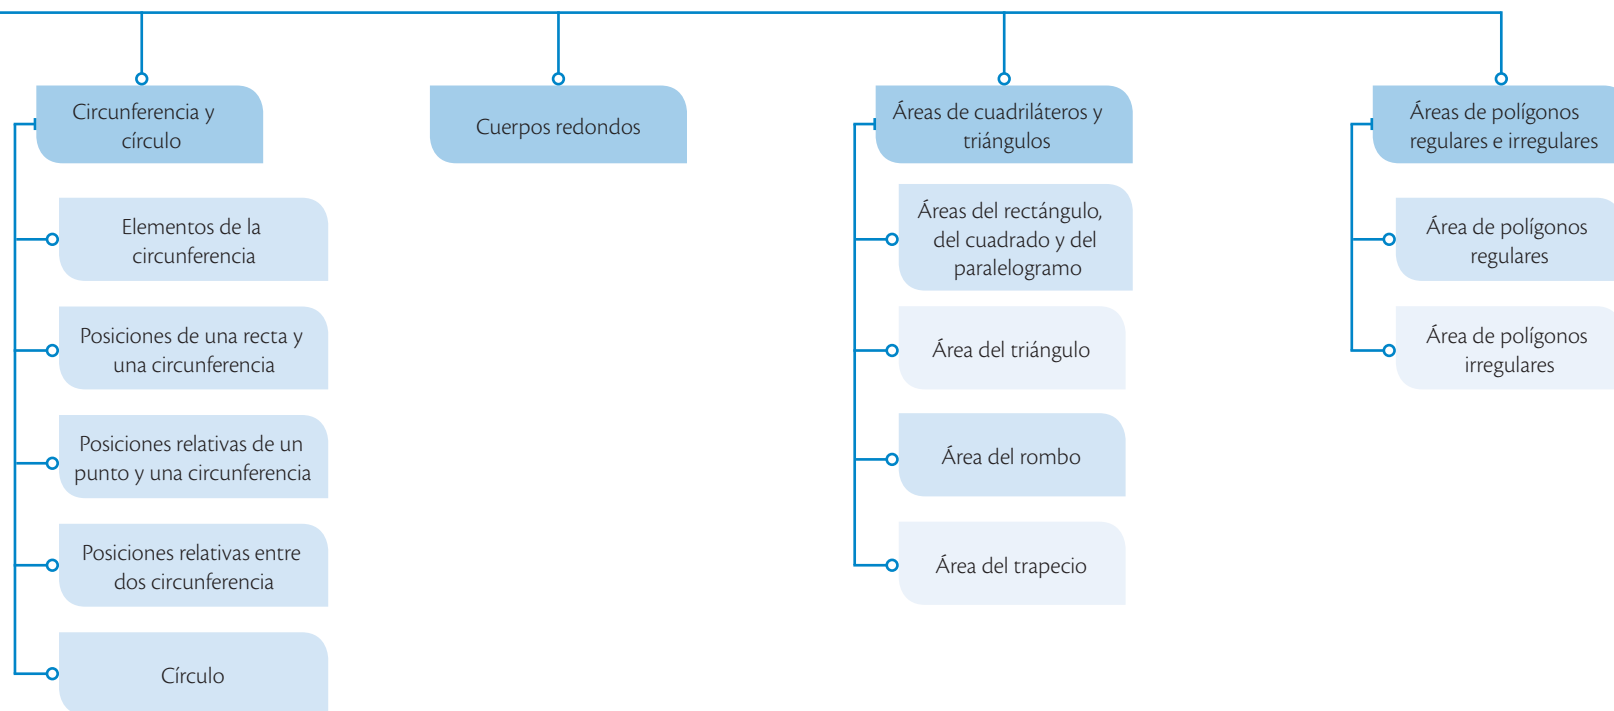 Circunferencia y
círculo
Elementos de la
circunferencia
Posiciones de una recta y
una circunferencia
Posiciones relativas de un
punto y una circunferencia
Posiciones relativas entre
dos circunferencia
Círculo
Cuerpos redondos
Áreas de cuadriláteros y
triángulos
Áreas del rectángulo,
del cuadrado y del
paralelogramo
Área del triángulo
Área del rombo
Área del trapecio
Áreas de polígonos
regulares e irregulares
Área de polígonos
regulares
Área de polígonos
irregulares